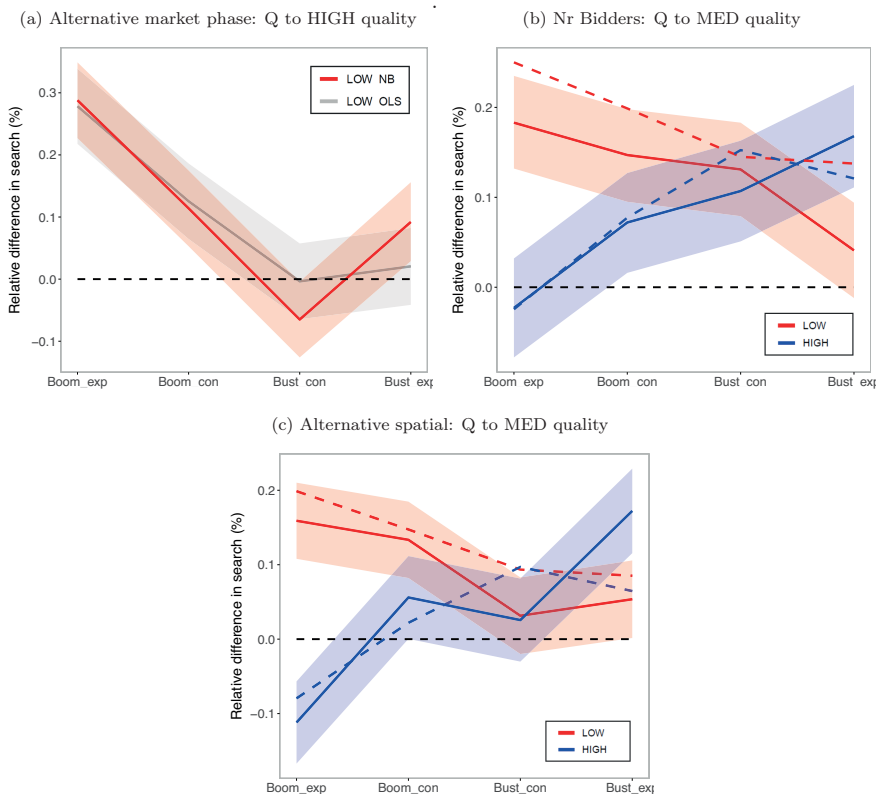 (a) Alternative market phase: Q to HIGH quality
Relative difference in search (%)
0.3
0.2
0.1
0.0
−0.1
LOW NB
LOW OLS
Boom_exp Boom_con Bust_con Bust_exp
(b) Nr Bidders: Q to MED quality
Relative difference in search (%)
0.2
0.1
0.0
LOW
HIGH
Boom_exp Boom_con Bust_con Bust_exp
(c) Alternative spatial: Q to MED quality
Relative difference in search (%)
0.2
0.1
0.0
−0.1
LOW
HIGH
Boom_exp Boom_con Bust_con Bust_exp